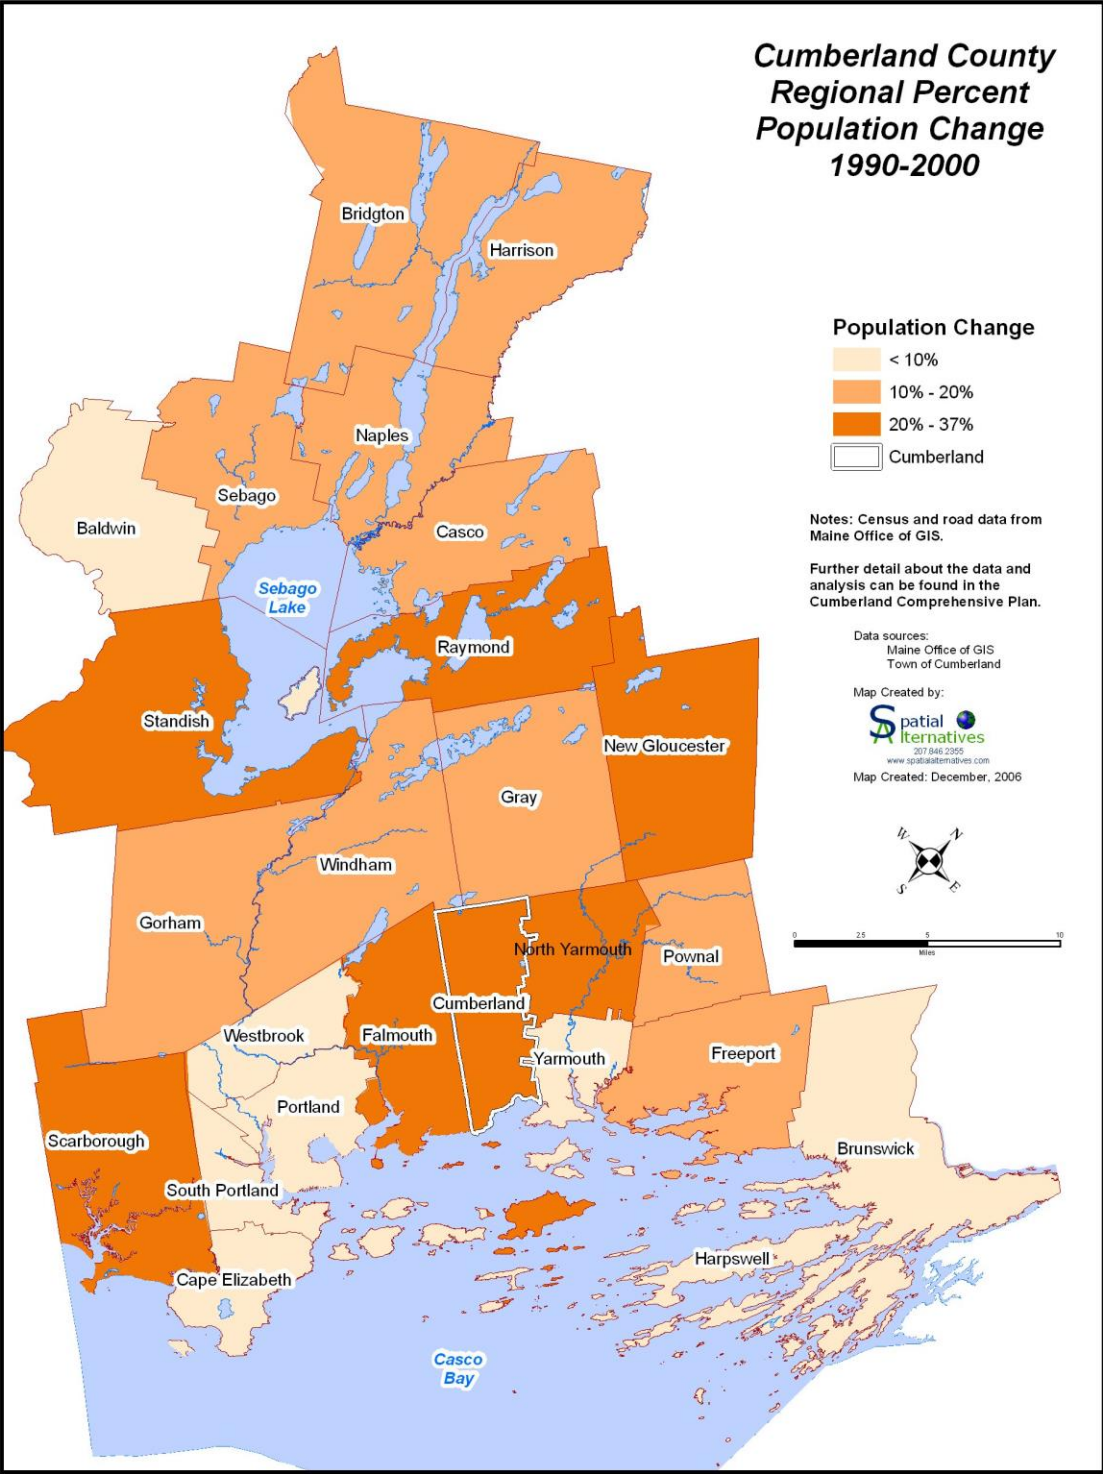 Cumberland County
Regional Percent
Population Change
1990-2000
Bridgton
Harrison
Population Change
< 10%
10% - 20%
20% - 37%
Cumberland
Naples
Sebago
Baldwin
Casco
Notes: Census and road data from
Maine Office of GIS.
Further detail about the data and
analysis can be found in the
Cumberland Comprehensive Plan.
Sebago
Lake
Raymond
Data sources:
Maine Office of GIS
Town of Cumberland
Map Created by:
Spatial
Alternatives
207.846.2355
www.spatialalternatives.com
Map Created: December, 2006
Standish
New Gloucester
Gray
Windham
Gorham
W N
S E
0 2.5 5 10
Miles
North Yarmouth
Pownal
Cumberland
Westbrook
Falmouth
Yarmouth
Freeport
Portland
Scarborough
Brunswick
South Portland
Harpswell
Cape Elizabeth
Casco
Bay